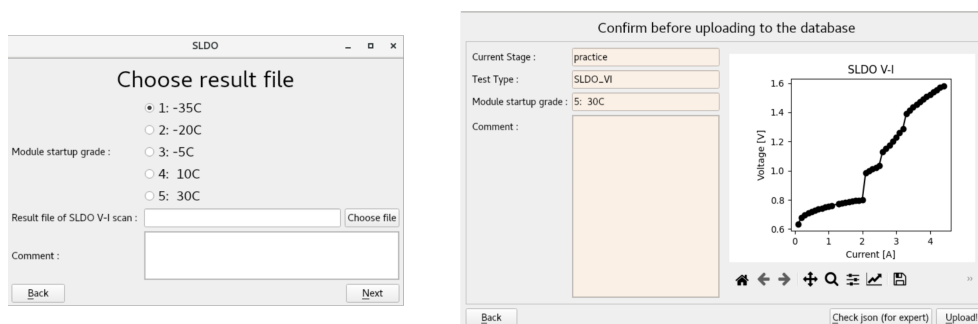 SLDO
Choose result file
1: -35C
2: -20C
Module startup grade :
3: -5C
4: 10C
5: 30C
Result file of SLDO V-I scan :
Choose file
Comment :
Back
Next
Confirm before uploading to the database
Current Stage :
practice
Test Type :
SLDO_VI
Module startup grade :
5: 30C
Comment :
SLDO V-I
1.6
1.4
1.2
1.0
0.8
0.6
Voltage [V]
0 1 2 3 4
Current [A]
Back
Check json (for expert)
Upload!